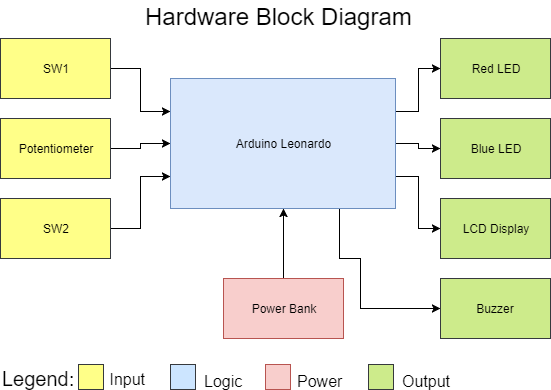 Hardware Block Diagram
SW1
Red LED
Arduino Leonardo
Potentiometer
Blue LED
SW2
LCD Display
Power Bank
Buzzer
Legend:
Input
Logic
Power
Output